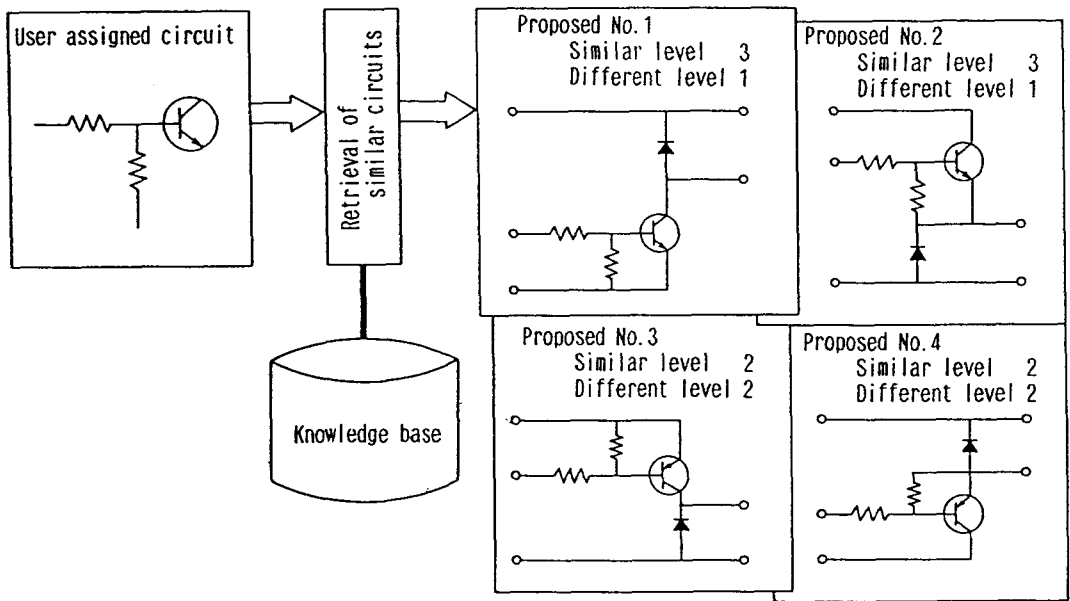 User assigned circuit
Retrieval of
similar circuits
Knowledge base
Proposed No.1
Similar level 3
Different level 1
Proposed No.2
Similar level 3
Different level 1
Proposed No.3
Similar level 2
Different level 2
Proposed No.4
Similar level 2
Different level 2